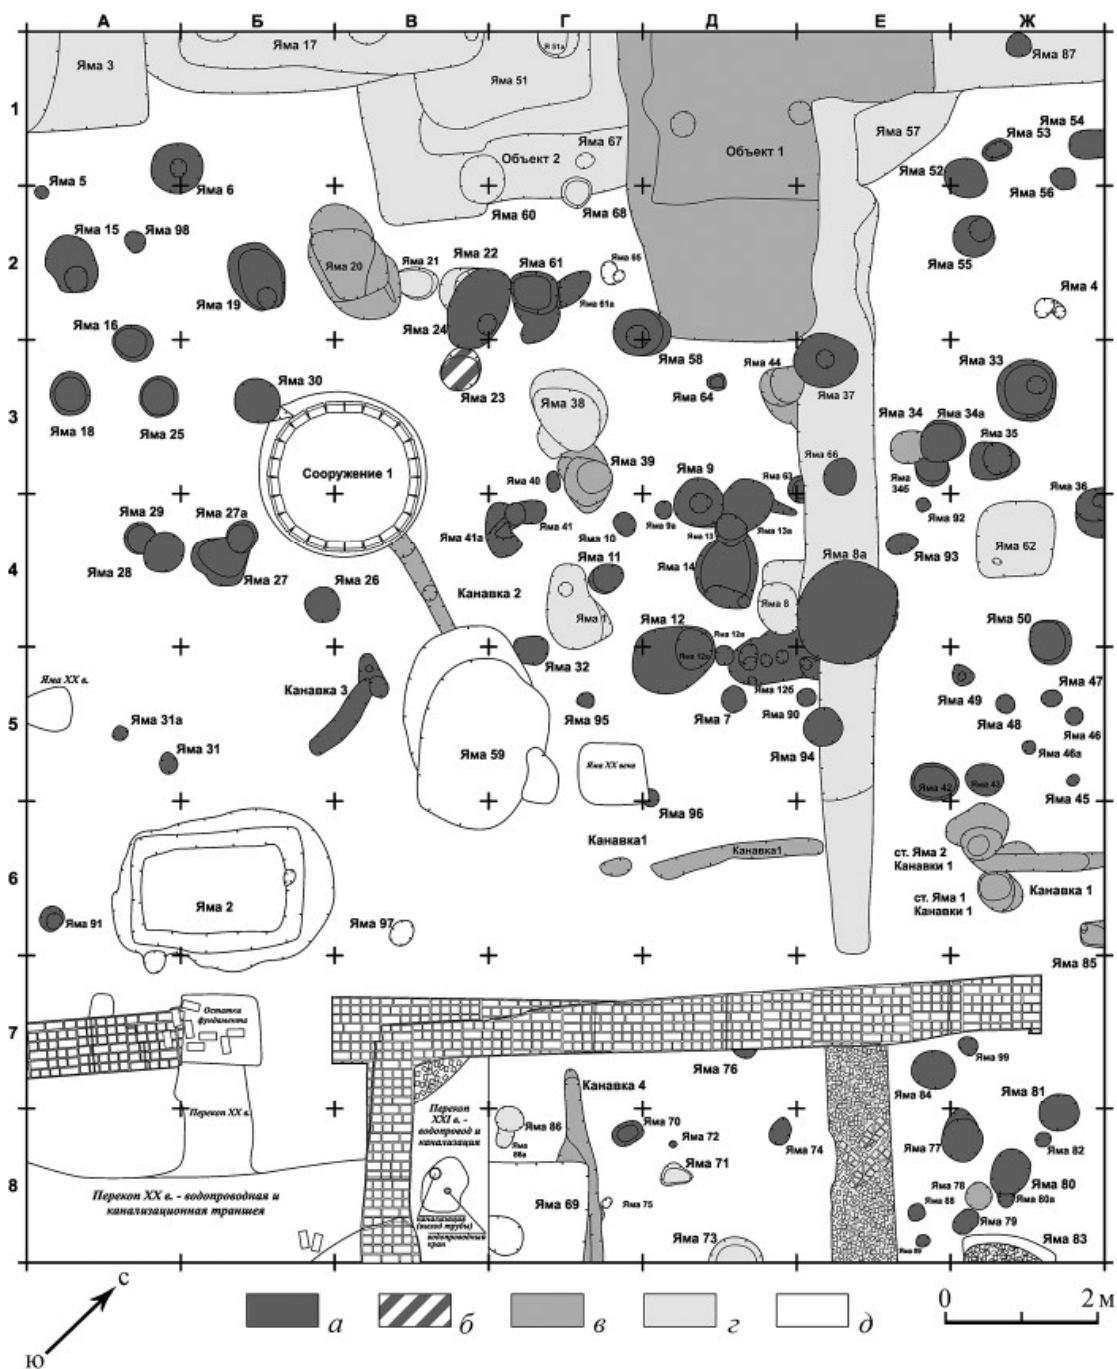 А Б В Г Д Е Ж
Яма 3
Яма 17
Я 51а
Яма 87
Яма 51
1
Яма 54
Яма 53
Яма 57
Яма 67
Объект 2
Объект 1
Яма 52
Яма 5
Яма 6
Яма 56
Яма 60
Яма 68
Яма 15
Яма 98
2
Яма 22
Яма 61
Яма 21
Яма 65
Яма 20
Яма 55
Яма 4
Яма 19
Яма 24
Яма 61а
Яма 16
Яма 58
Яма 44
Яма 33
Яма 30
Яма 23
Яма 64
Яма 37
3
Яма 38
Яма 34
Яма 34а
Яма 18
Яма 25
Яма 35
Яма 39
Яма 66
Сооружение 1
Яма 40
Яма 9
Яма 63
Яма 34б
Яма 36
Яма 29
Яма 27а
Яма 92
Яма 41
Яма 41а
Яма 10
Яма 9а
Яма 13
Яма 13а
Яма 11
Яма 8а
Яма 62
Яма 93
4
Яма 28
Яма 27
Яма 26
Яма 14
Канавка 2
Яма 8
Яма 1
Яма 12
Яма 50
Яма 12а
Яма 12в
Яма 32
Яма XX в.
Канавка 3
Яма 47
Яма 49
Яма 12б
Яма 95
Яма 7
Яма 90
Яма 48
5
Яма 31а
Яма 46
Яма 31
Яма 59
Яма XX века
Яма 94
Яма 46а
Яма 42
Яма 43
Яма 45
Яма 96
Канавка1
Канавка1
ст. Яма 2
Канавки 1
6
Яма 2
ст. Яма 1
Канавки 1
Канавка 1
Яма 91
Яма 97
Яма 85
Остатки
фундамента
7
Яма 76
Яма 99
Канавка 4
Яма 84
Яма 81
Перекоп XX в.
Перекоп
XXI в. -
водопровод и
канализация
Яма 86
Яма 86а
Яма 70
Яма 72
Яма 71
Яма 74
Яма 77
Яма 82
8
Яма 80
Яма 78
Яма 80а
Перекоп XX в. - водопроводная и
канализационная траншея
Яма 69
Яма 75
Яма 88
Яма 79
канализация
(выход трубы)
водопроводный
кран
Яма 73
Яма 89
Яма 83
С
Ю
а б в г д
0 2 м